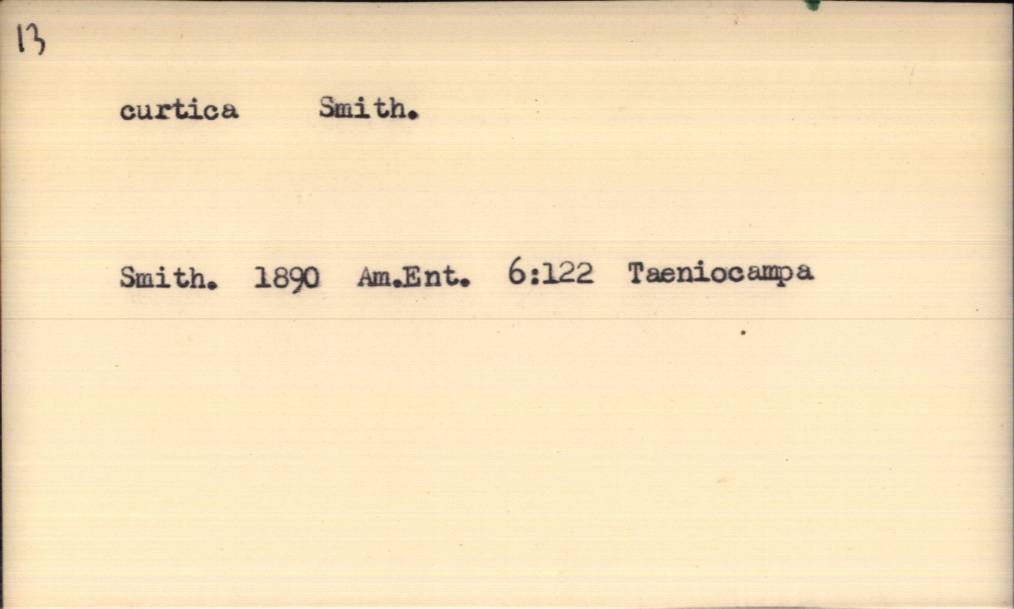 13
curtica Smith.
Smith. 1890 Am.Ent. 6:122 Taeniocampa